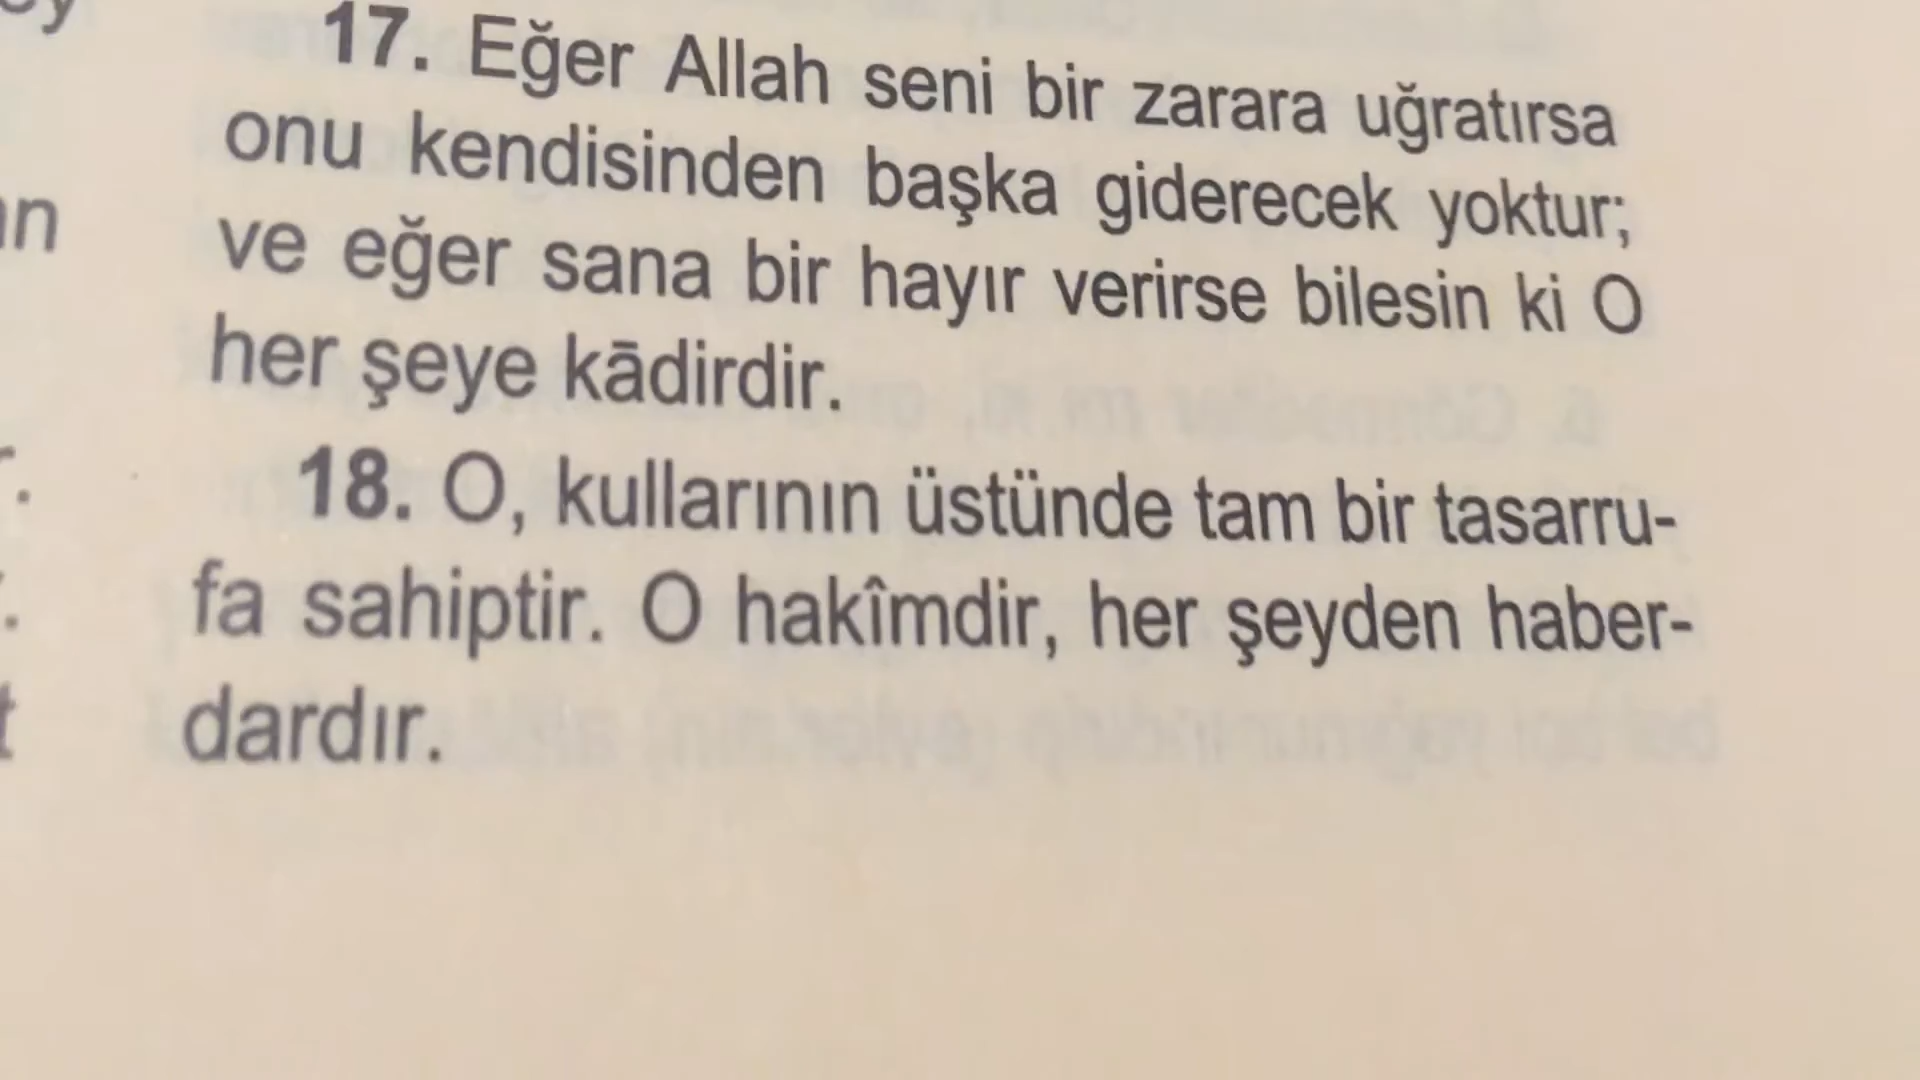 17. Eğer Allah seni bir zarara uğratırsa
onu kendisinden başka giderecek yoktur;
ve eğer sana bir hayır verirse bilesin ki O
her şeye kādirdir.
18. O, kullarının üstünde tam bir tasarru-
fa sahiptir. O hakîmdir, her şeyden haber-
dardır.